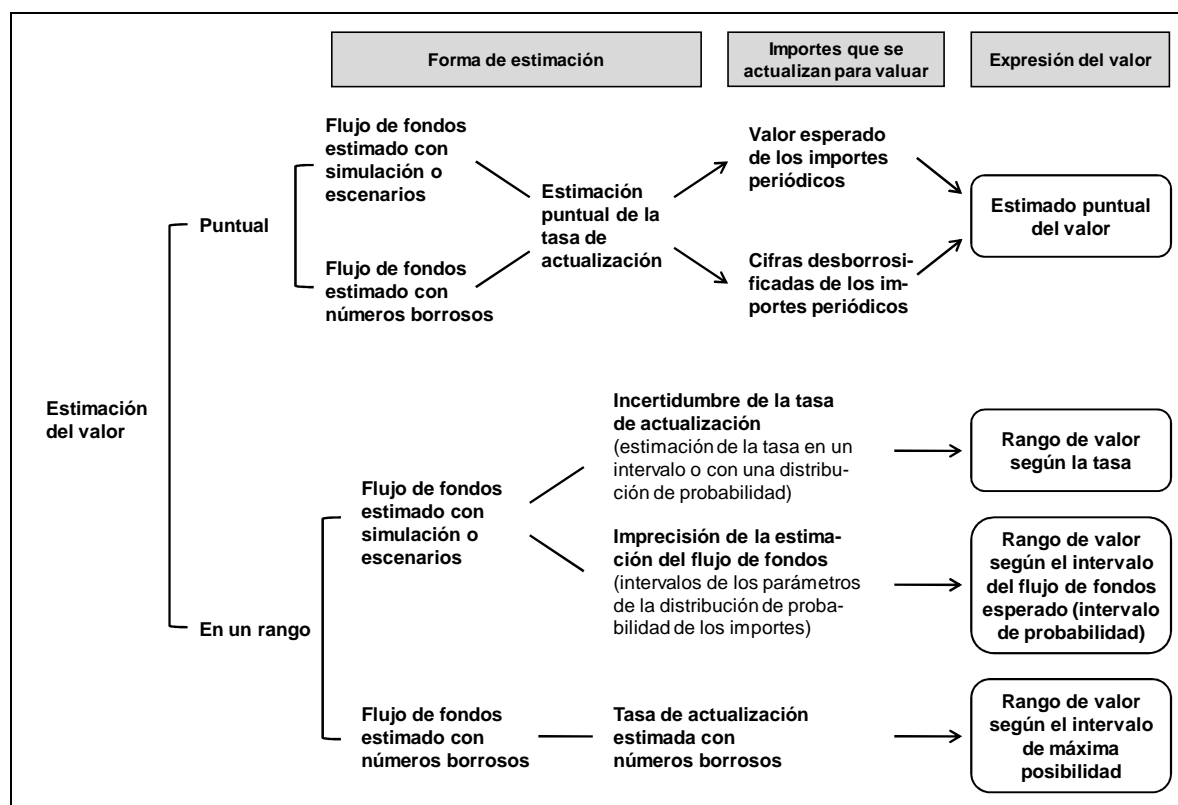 Forma de estimación
Importes que se
actualizan para valuar
Expresión del valor
Flujo de fondos
estimado con
simulación o
escenarios
Valor esperado
de los importes
periódicos
Puntual
Estimación
puntual de la
tasa de
actualización
Estimado puntual
del valor
Flujo de fondos
estimado con
números borrosos
Cifras desborrosi-
ficadas de los im-
portes periódicos
Estimación
del valor
Incertidumbre de la tasa
de actualización
(estimación de la tasa en un
intervalo o con una distribu-
ción de probabilidad)
Rango de valor
según la tasa
Flujo de fondos
estimado con
simulación o
escenarios
Imprecisión de la estima-
ción del flujo de fondos
(intervalos de los parámetros
de la distribución de proba-
bilidad de los importes)
Rango de valor
según el intervalo
del flujo de fondos
esperado (intervalo
de probabilidad)
En un rango
Flujo de fondos
estimado con
números borrosos
Tasa de actualización
estimada con
números borrosos
Rango de valor
según el intervalo
de máxima
posibilidad